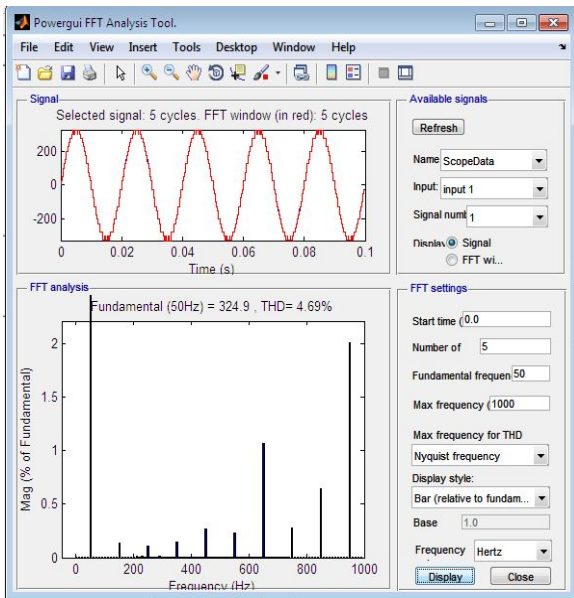 Powergui FFT Analysis Tool.
File Edit View Insert Tools Desktop Window Help
Signal
Selected signal: 5 cycles. FFT window (in red): 5 cycles
200
0
-200
0 0.02 0.04 0.06 0.08 0.1
Time (s)
Available signals
Refresh
Name ScopeData
Input: input 1
Signal numb 1
Display Signal
FFT wi...
FFT analysis
Fundamental (50Hz) = 324.9 , THD= 4.69%
Mag (% of Fundamental)
2
1.5
1
0.5
0
0 200 400 600 800 1000
Frequency (Hz)
FFT settings
Start time ( 0.0
Number of 5
Fundamental frequen 50
Max frequency ( 1000
Max frequency for THD
Nyquist frequency
Display style:
Bar (relative to fundam...
Base 1.0
Frequency Hertz
Display Close